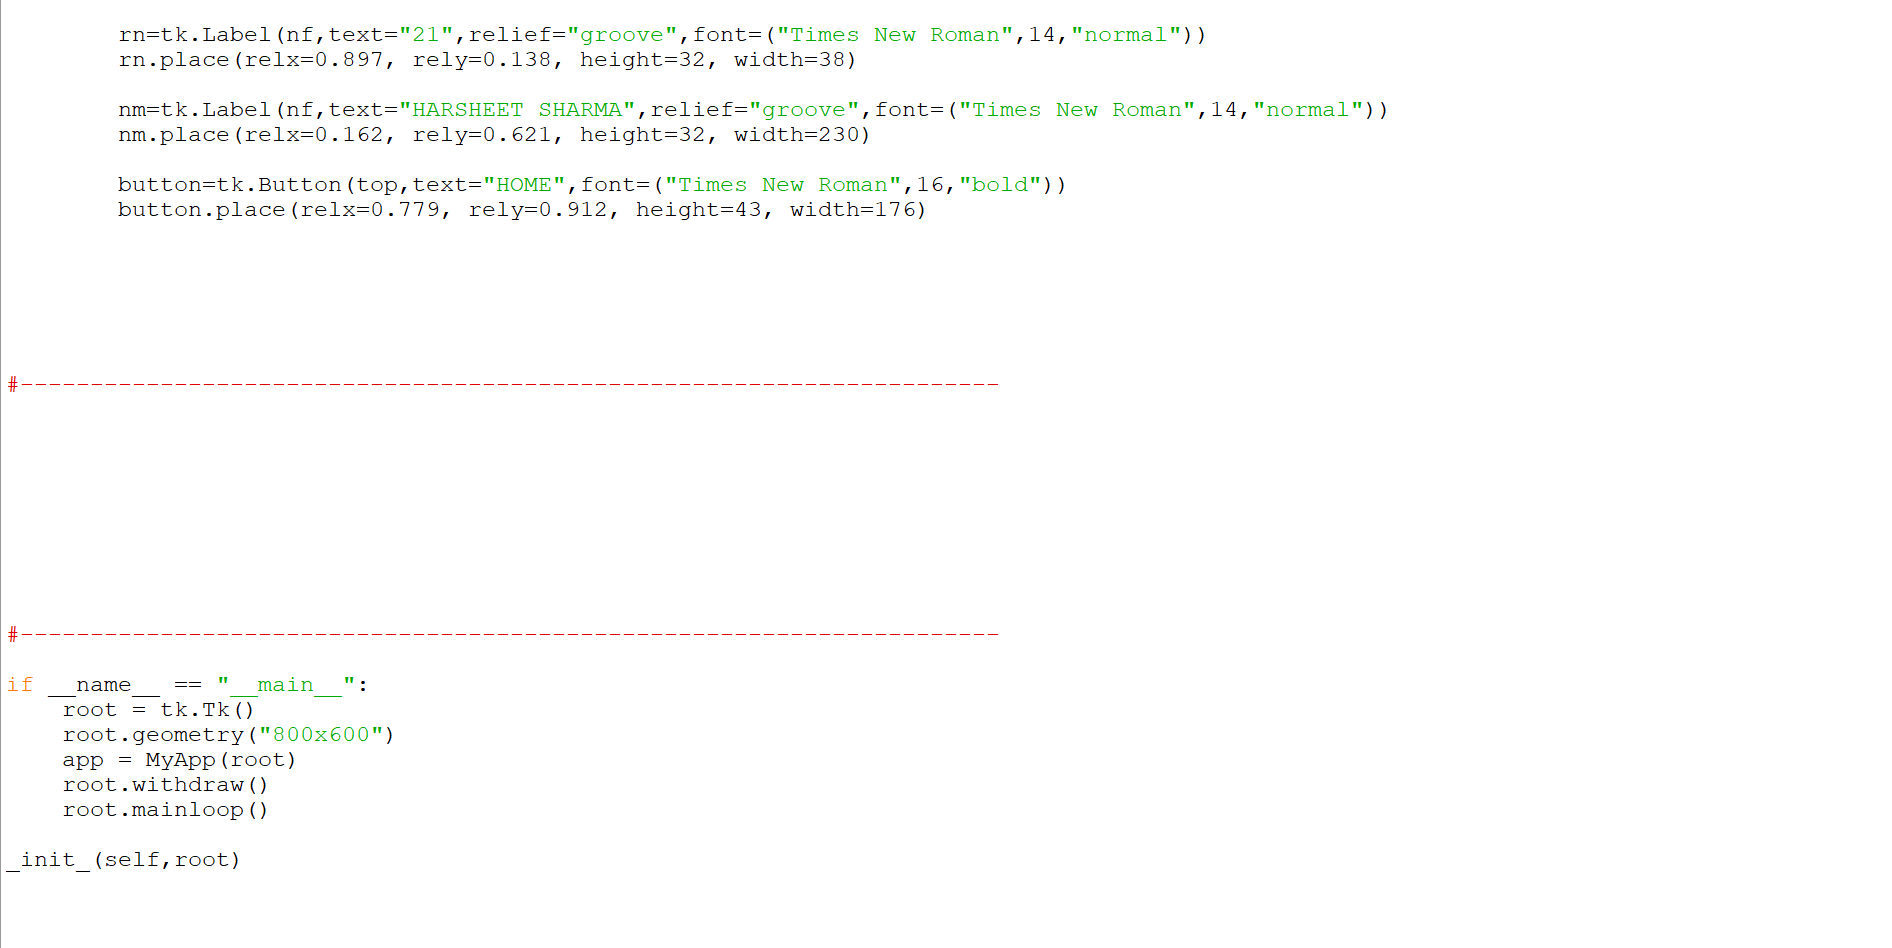 rn=tk.Label(nf,text="21",relief="groove",font=("Times New Roman",14,"normal"))
rn.place(relx=0.897, rely=0.138, height=32, width=38)
nm=tk.Label(nf,text="HARSHEET SHARMA",relief="groove",font=("Times New Roman",14,"normal"))
nm.place(relx=0.162, rely=0.621, height=32, width=230)
button=tk.Button(top,text="HOME",font=("Times New Roman",16,"bold"))
button.place(relx=0.779, rely=0.912, height=43, width=176)
#----------------------------------------------------------------------
#----------------------------------------------------------------------
if __name__ == "__main__":
    root = tk.Tk()
    root.geometry("800x600")
    app = MyApp(root)
    root.withdraw()
    root.mainloop()
_init_(self,root)